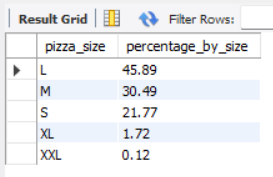 Result Grid Filter Rows:
pizza_size percentage_by_size
L 45.89
M 30.49
S 21.77
XL 1.72
XXL 0.12